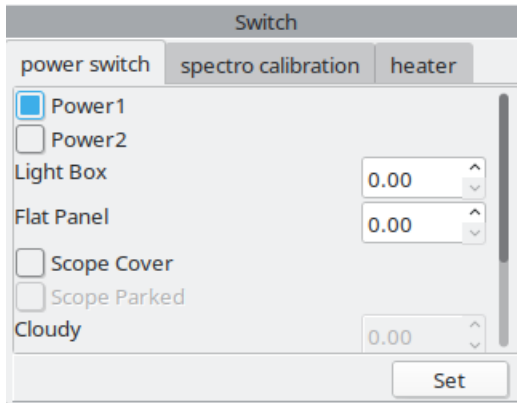 Switch
power switch spectro calibration heater
Power1
Power2
Light Box 0.00
Flat Panel 0.00
Scope Cover
Scope Parked
Cloudy 0.00
Set